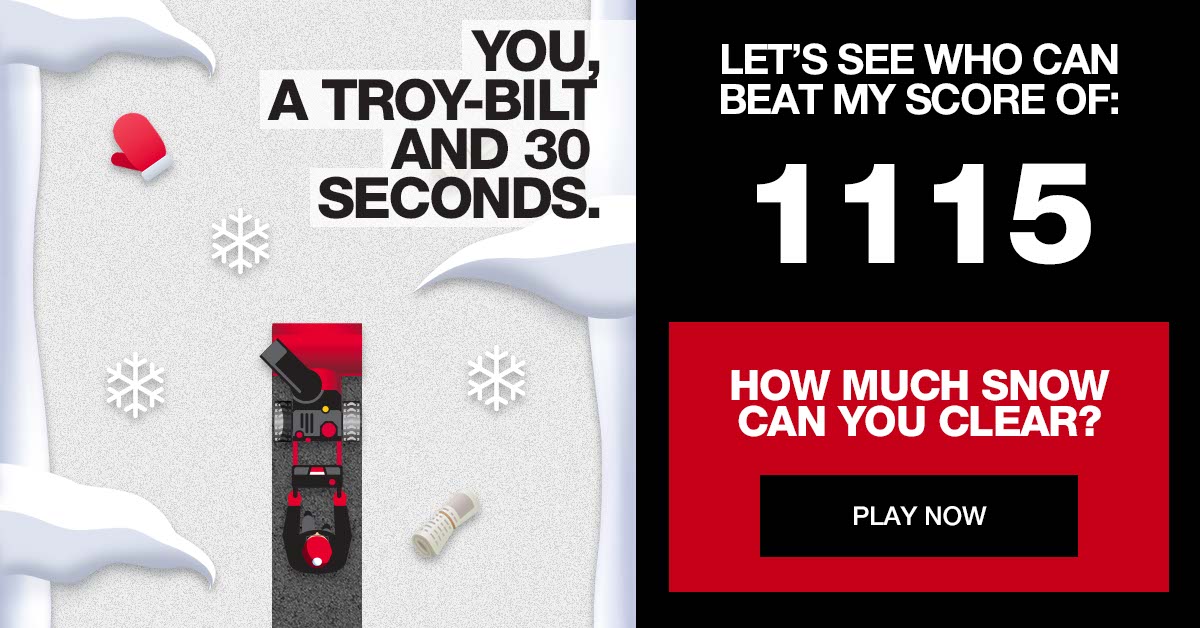 YOU,
A TROY-BILT
AND 30
SECONDS.
LET’S SEE WHO CAN
BEAT MY SCORE OF:
1115
HOW MUCH SNOW
CAN YOU CLEAR?
PLAY NOW